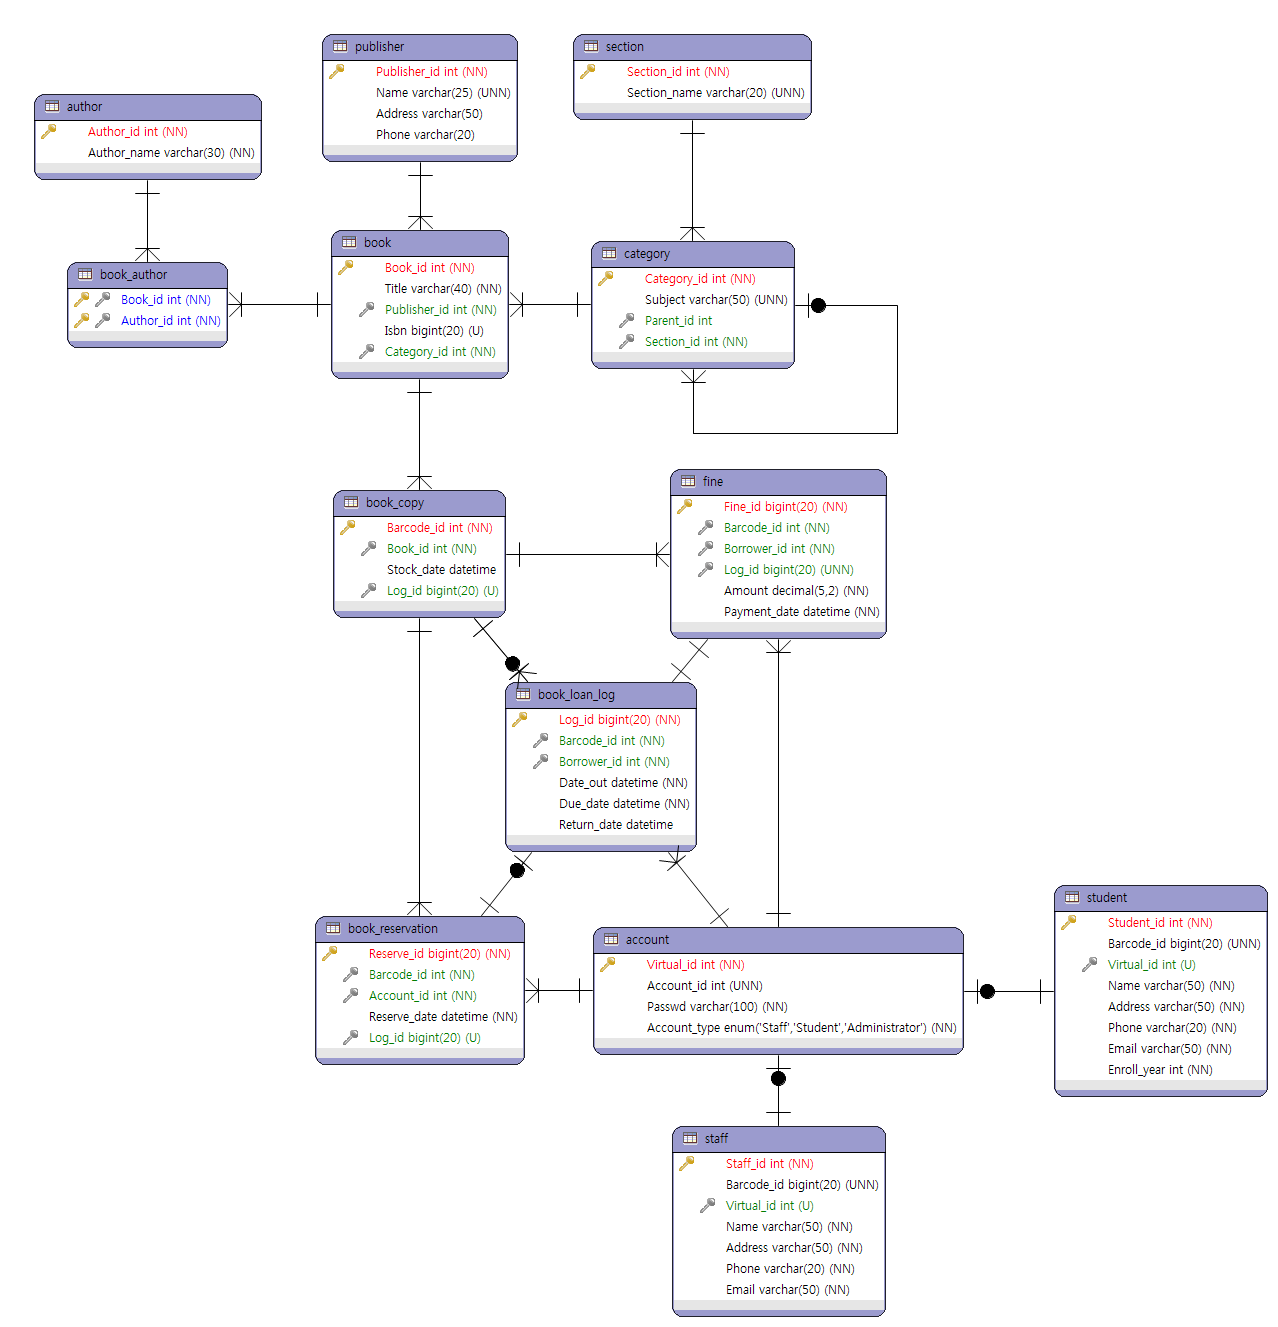 publisher
Publisher_id int (NN)
Name varchar(25) (UNN)
Address varchar(50)
Phone varchar(20)
section
Section_id int (NN)
Section_name varchar(20) (UNN)
author
Author_id int (NN)
Author_name varchar(30) (NN)
book
Book_id int (NN)
Title varchar(40) (NN)
Publisher_id int (NN)
Isbn bigint(20) (U)
Category_id int (NN)
category
Category_id int (NN)
Subject varchar(50) (UNN)
Parent_id int
Section_id int (NN)
book_author
Book_id int (NN)
Author_id int (NN)
fine
Fine_id bigint(20) (NN)
Barcode_id int (NN)
Borrower_id int (NN)
Log_id bigint(20) (UNN)
Amount decimal(5,2) (NN)
Payment_date datetime (NN)
book_copy
Barcode_id int (NN)
Book_id int (NN)
Stock_date datetime
Log_id bigint(20) (U)
book_loan_log
Log_id bigint(20) (NN)
Barcode_id int (NN)
Borrower_id int (NN)
Date_out datetime (NN)
Due_date datetime (NN)
Return_date datetime
book_reservation
Reserve_id bigint(20) (NN)
Barcode_id int (NN)
Account_id int (NN)
Reserve_date datetime (NN)
Log_id bigint(20) (U)
account
Virtual_id int (NN)
Account_id int (UNN)
Passwd varchar(100) (NN)
Account_type enum('Staff','Student','Administrator') (NN)
student
Student_id int (NN)
Barcode_id bigint(20) (UNN)
Virtual_id int (U)
Name varchar(50) (NN)
Address varchar(50) (NN)
Phone varchar(20) (NN)
Email varchar(50) (NN)
Enroll_year int (NN)
staff
Staff_id int (NN)
Barcode_id bigint(20) (UNN)
Virtual_id int (U)
Name varchar(50) (NN)
Address varchar(50) (NN)
Phone varchar(20) (NN)
Email varchar(50) (NN)